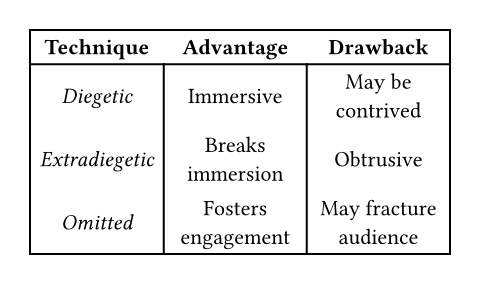 Technique Advantage Drawback
Diegetic Immersive May be contrived
Extradiegetic Breaks immersion Obtrusive
Omitted Fosters engagement May fracture audience